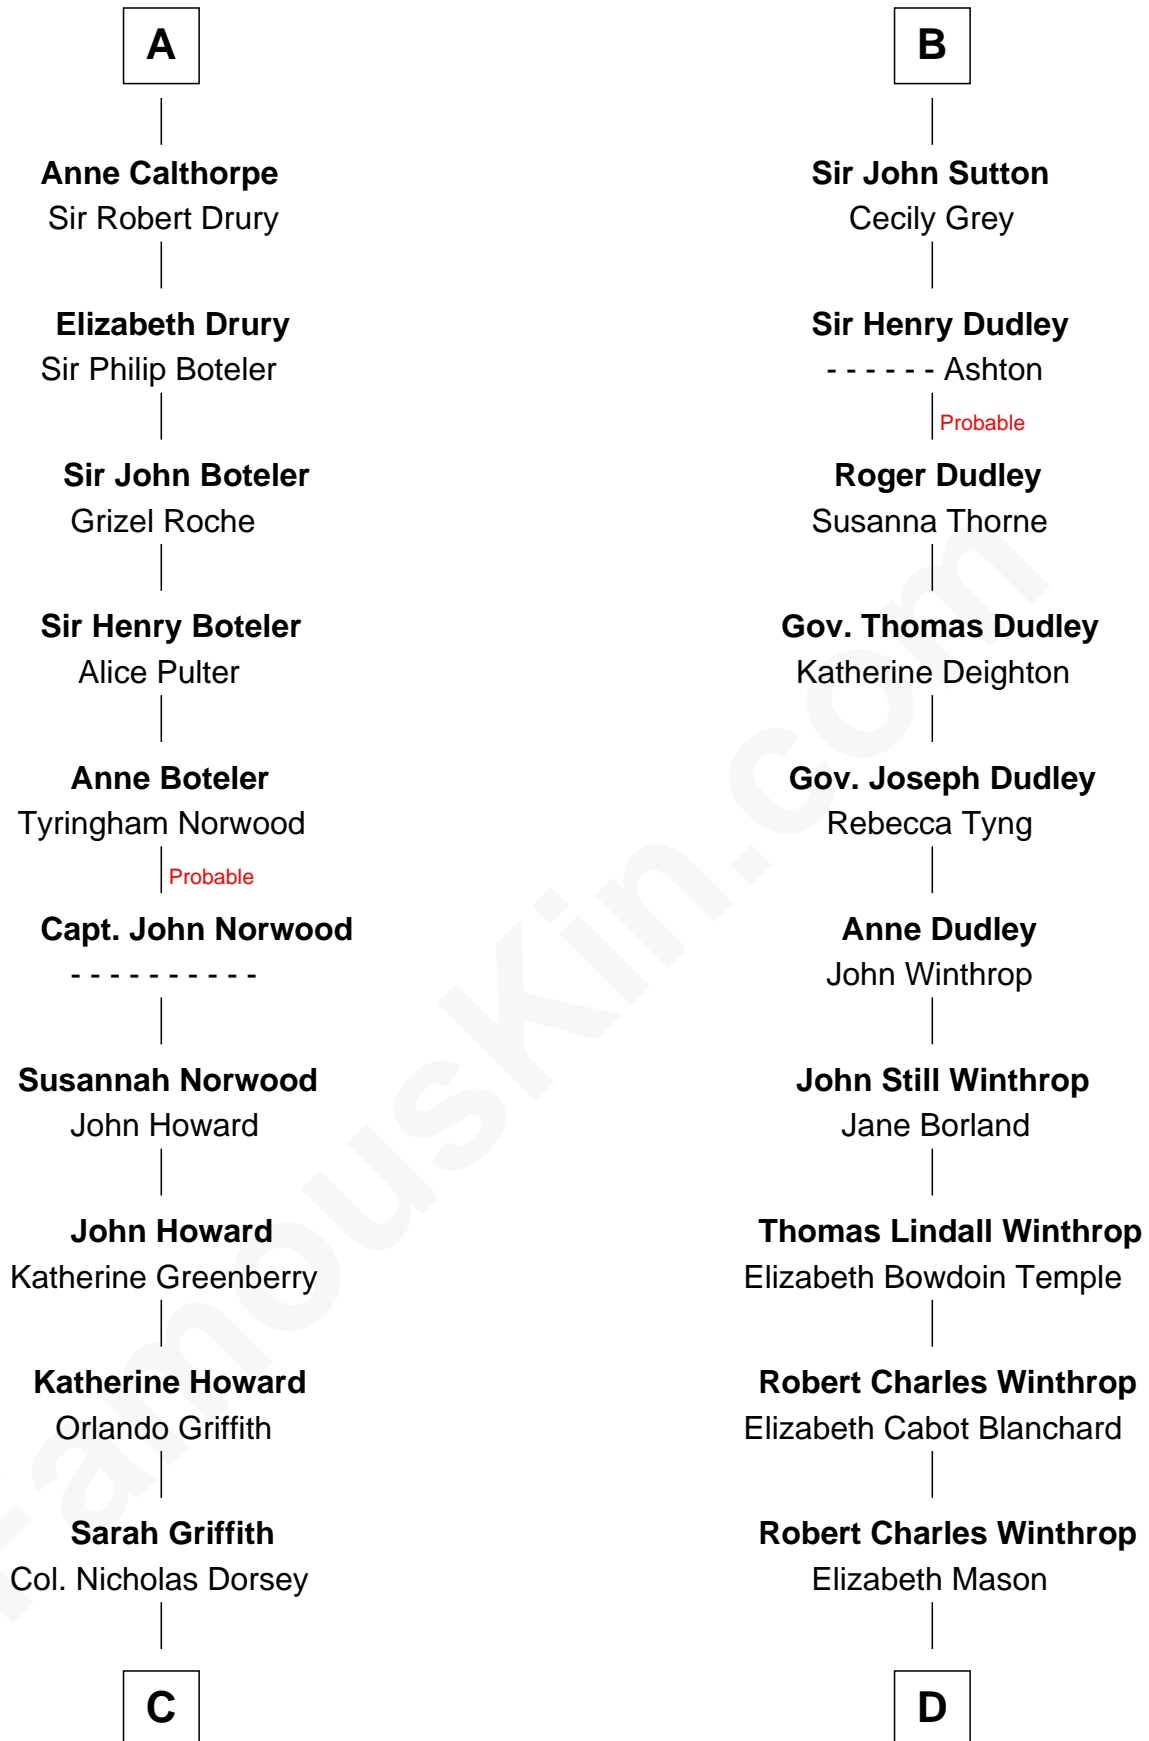 A
Anne Calthorpe
Sir Robert Drury
Elizabeth Drury
Sir Philip Boteler
Sir John Boteler
Grizel Roche
Sir Henry Boteler
Alice Pulter
Anne Boteler
Tyringham Norwood
Probable
Capt. John Norwood
- - - - - - - - - -
Susannah Norwood
John Howard
John Howard
Katherine Greenberry
Katherine Howard
Orlando Griffith
Sarah Griffith
Col. Nicholas Dorsey
C
B
Sir John Sutton
Cecily Grey
Sir Henry Dudley
- - - - - - Ashton
Probable
Roger Dudley
Susanna Thorne
Gov. Thomas Dudley
Katherine Deighton
Gov. Joseph Dudley
Rebecca Tyng
Anne Dudley
John Winthrop
John Still Winthrop
Jane Borland
Thomas Lindall Winthrop
Elizabeth Bowdoin Temple
Robert Charles Winthrop
Elizabeth Cabot Blanchard
Robert Charles Winthrop
Elizabeth Mason
D
FamousKin.com